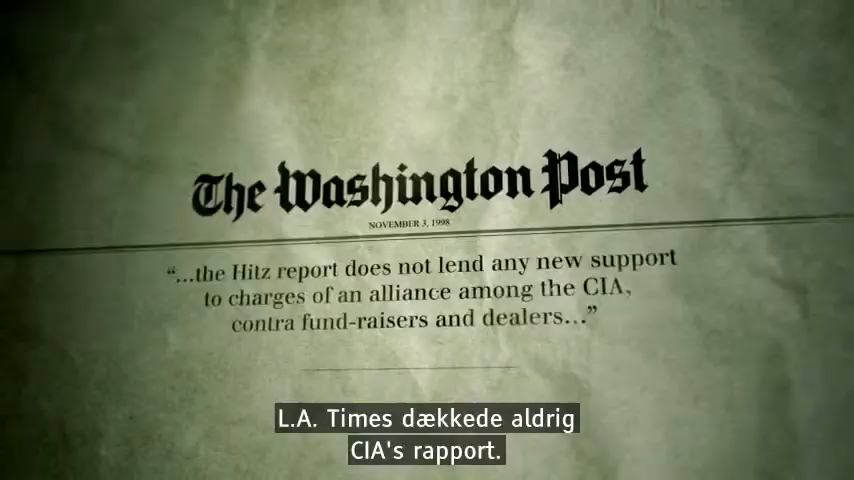 The Washington Post
NOVEMBER 3, 1998
“...the Hitz report does not lend any new support
to charges of an alliance among the CIA,
contra fund-raisers and dealers...”
L.A. Times dækkede aldrig
CIA's rapport.